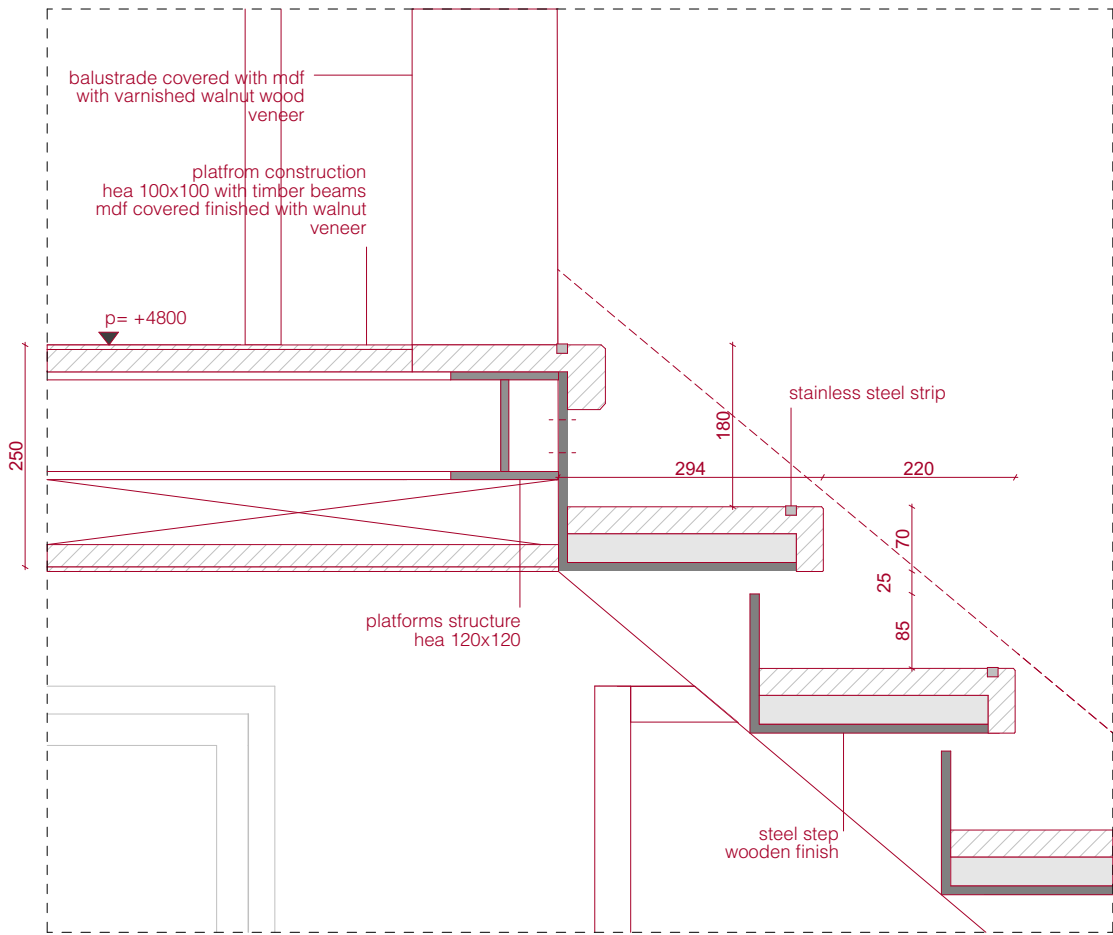 balustrade covered with mdf
with varnished walnut wood
veneer
platfrom construction
hea 100x100 with timber beams
mdf covered finished with walnut
veneer
p= +4800
250
180
stainless steel strip
294
220
70
25
85
platforms structure
hea 120x120
steel step
wooden finish